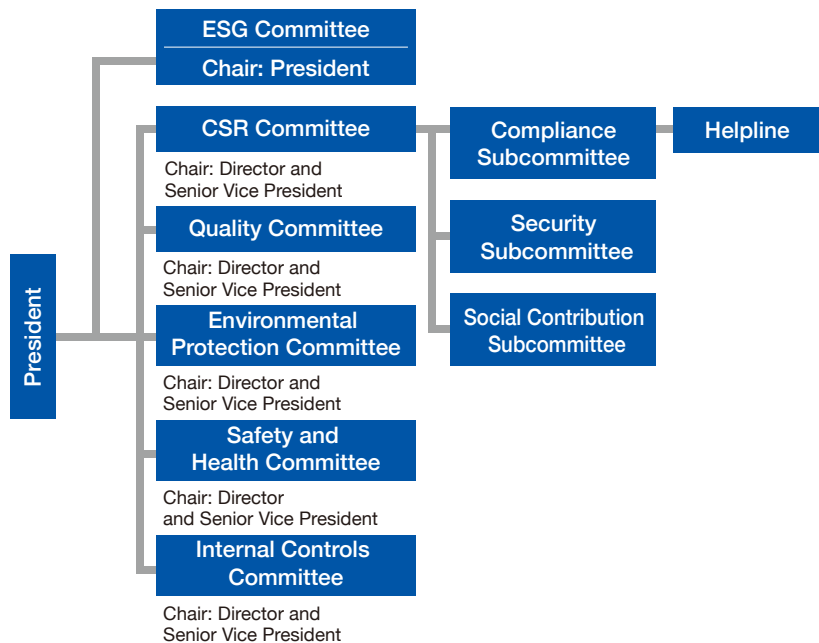 President
ESG Committee
Chair: President
CSR Committee
Chair: Director and
Senior Vice President
Quality Committee
Chair: Director and
Senior Vice President
Environmental
Protection Committee
Chair: Director and
Senior Vice President
Safety and
Health Committee
Chair: Director
and Senior Vice President
Internal Controls
Committee
Chair: Director and
Senior Vice President
Compliance
Subcommittee
Security
Subcommittee
Social Contribution
Subcommittee
Helpline